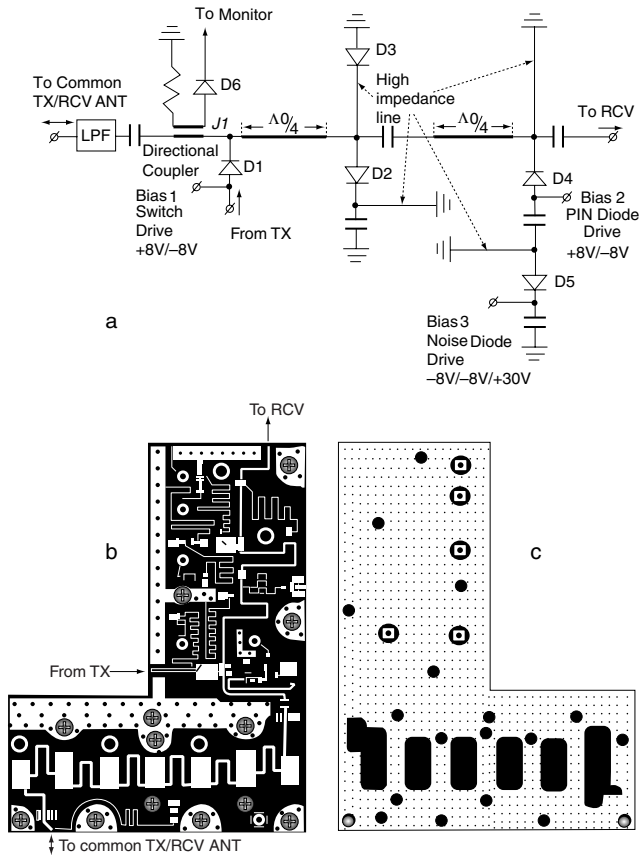 To Monitor
D6
D3
To Common
TX/RCV ANT
High
impedance
line
Λ0/4
Λ0/4
To RCV
LPF
J1
Directional
Coupler
D1
D2
D4
Bias 1
Switch
Drive
+8V/–8V
From TX
Bias 2
PIN Diode
Drive
+8V/–8V
D5
a
Bias 3
Noise Diode
Drive
–8V/–8V/+30V
To RCV
b
c
From TX
To common TX/RCV ANT